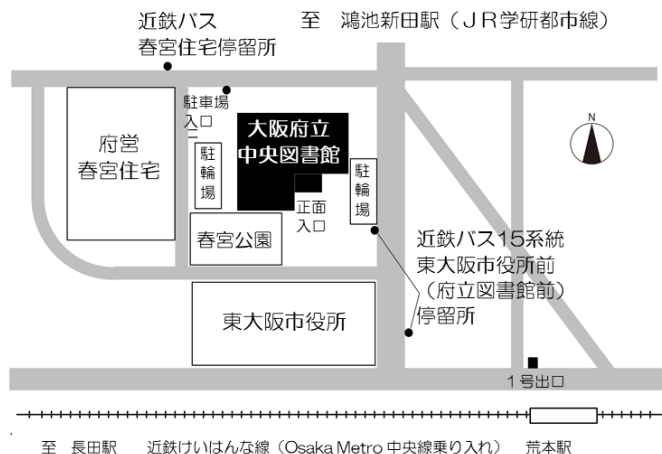 近鉄バス
春宮住宅停留所
至　鴻池新田駅（ＪＲ学研都市線）
駐車場
入口
大阪府立
中央図書館
府営
春宮住宅
駐輪場
駐輪場
正面
入口
N
春宮公園
近鉄バス15系統
東大阪市役所前
（府立図書館前）
停留所
東大阪市役所
1号出口
至　長田駅　近鉄けいはんな線（Osaka Metro 中央線乗り入れ）　荒本駅